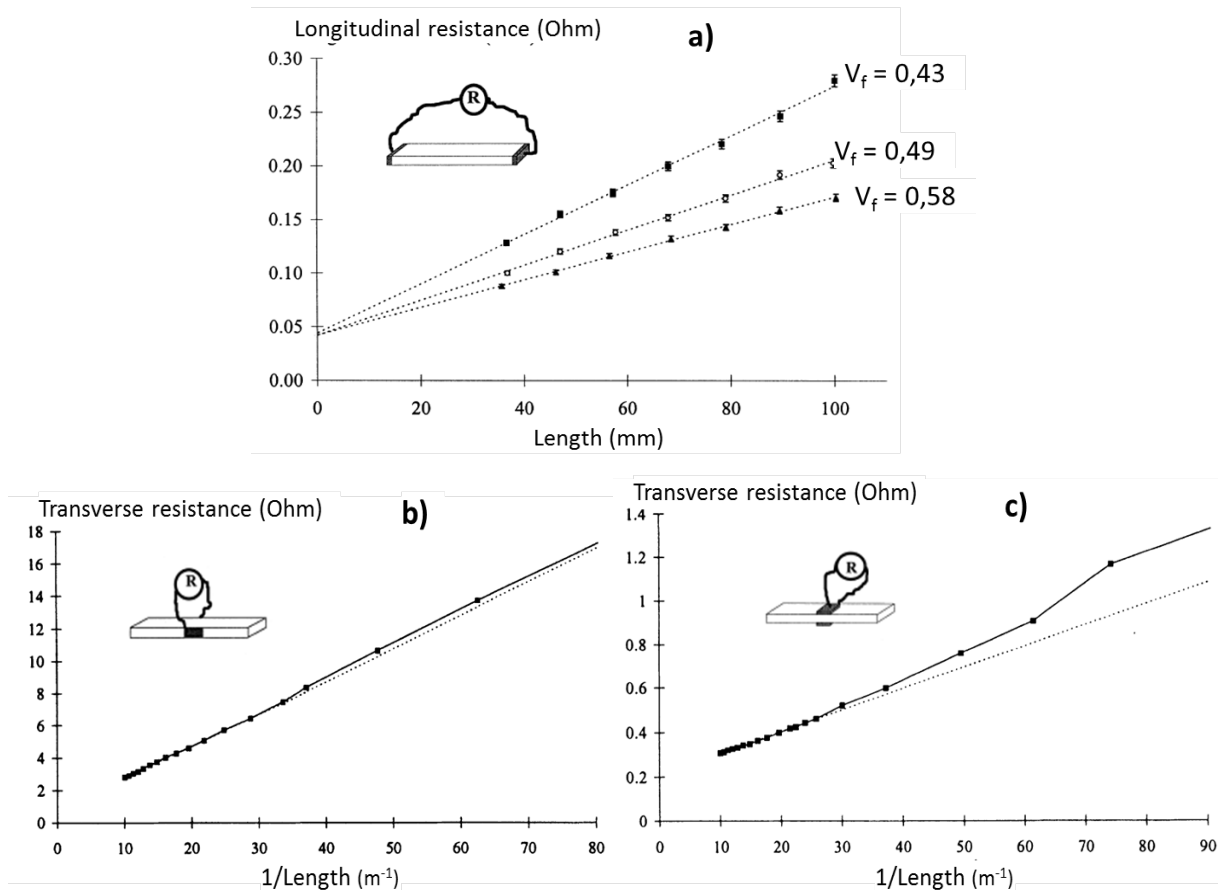 Longitudinal resistance (Ohm)
a)
0.30
0.25
0.20
0.15
0.10
0.05
0.00
R
V_f = 0,43
V_f = 0,49
V_f = 0,58
0 20 40 60 80 100
Length (mm)
Transverse resistance (Ohm)
b)
18
16
14
12
10
8
6
4
2
0
R
0 10 20 30 40 50 60 70 80
1/Length (m⁻¹)
Transverse resistance (Ohm)
c)
1.4
1.2
1
0.8
0.6
0.4
0.2
0
R
0 10 20 30 40 50 60 70 80 90
1/Length (m⁻¹)